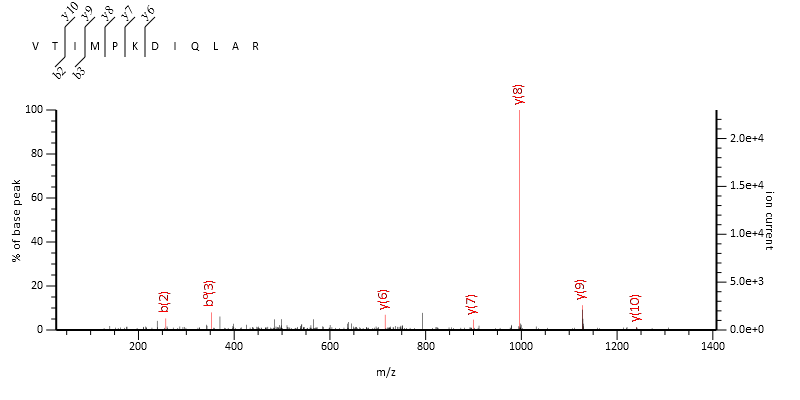 y10 y9 y8 y7 y6
V T I M P K D I Q L A R
b2 b3
100
80
60
40
20
0
% of base peak
b(2)
b°(3)
y(6)
y(7)
y(8)
y(9)
y(10)
2.0e+4
1.5e+4
1.0e+4
5.0e+3
0.0e+0
ion current
200 400 600 800 1000 1200 1400
m/z